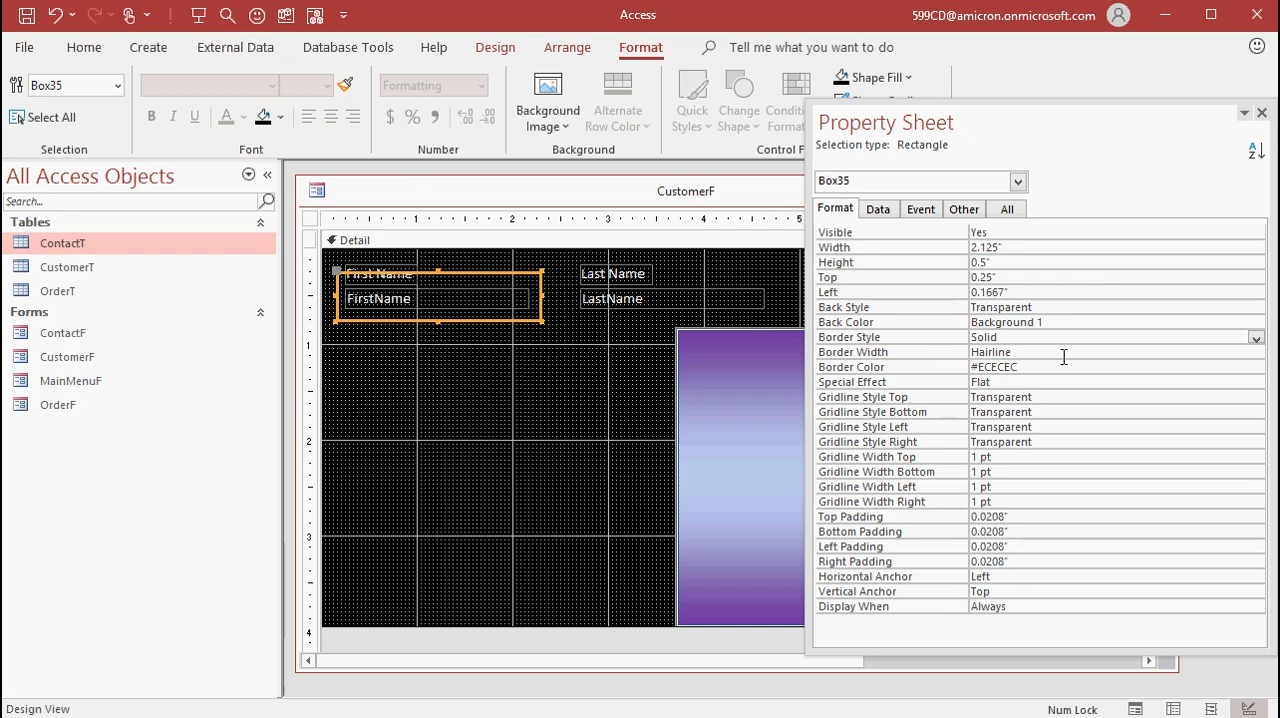 Access
599CD@amicron.onmicrosoft.com
File Home Create External Data Database Tools Help Design Arrange Format Tell me what you want to do
Box35
Formatting
Shape Fill
Select All
B I U A
$ % ,
Background Image
Alternate Row Color
Quick Styles
Change Shape
Selection Font Number Background
Property Sheet
Selection type: Rectangle
Box35
Format Data Event Other All
Visible Yes
Width 2.125"
Height 0.5"
Top 0.25"
Left 0.1667"
Back Style Transparent
Back Color Background 1
Border Style Solid
Border Width Hairline
Border Color #ECECEC
Special Effect Flat
Gridline Style Top Transparent
Gridline Style Bottom Transparent
Gridline Style Left Transparent
Gridline Style Right Transparent
Gridline Width Top 1 pt
Gridline Width Bottom 1 pt
Gridline Width Left 1 pt
Gridline Width Right 1 pt
Top Padding 0.0208"
Bottom Padding 0.0208"
Left Padding 0.0208"
Right Padding 0.0208"
Horizontal Anchor Left
Vertical Anchor Top
Display When Always
All Access Objects
Search...
Tables
ContactT
CustomerT
OrderT
Forms
ContactF
CustomerF
MainMenuF
OrderF
CustomerF
1 2 3 4 5
Detail
First Name Last Name
FirstName LastName
1
2
3
4
Design View
Num Lock